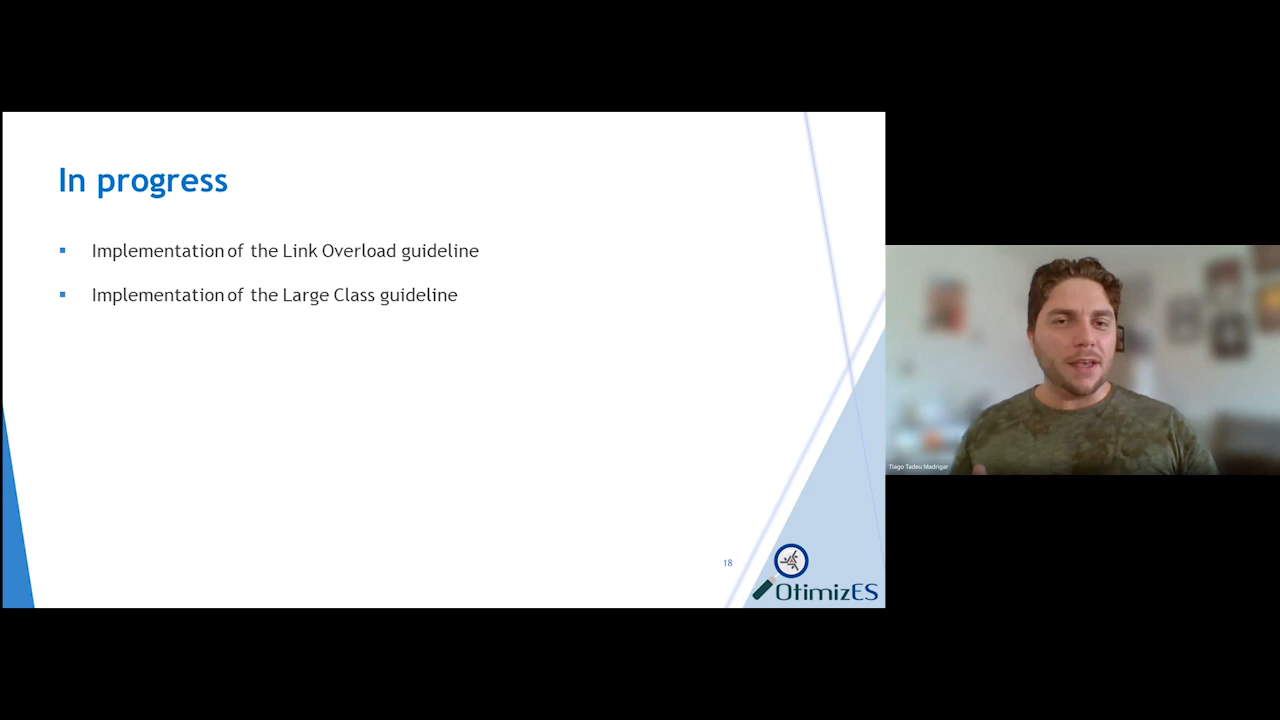 In progress
Implementation of the Link Overload guideline
Implementation of the Large Class guideline
18
OtimizES
Tiago Tadeu Madrigar